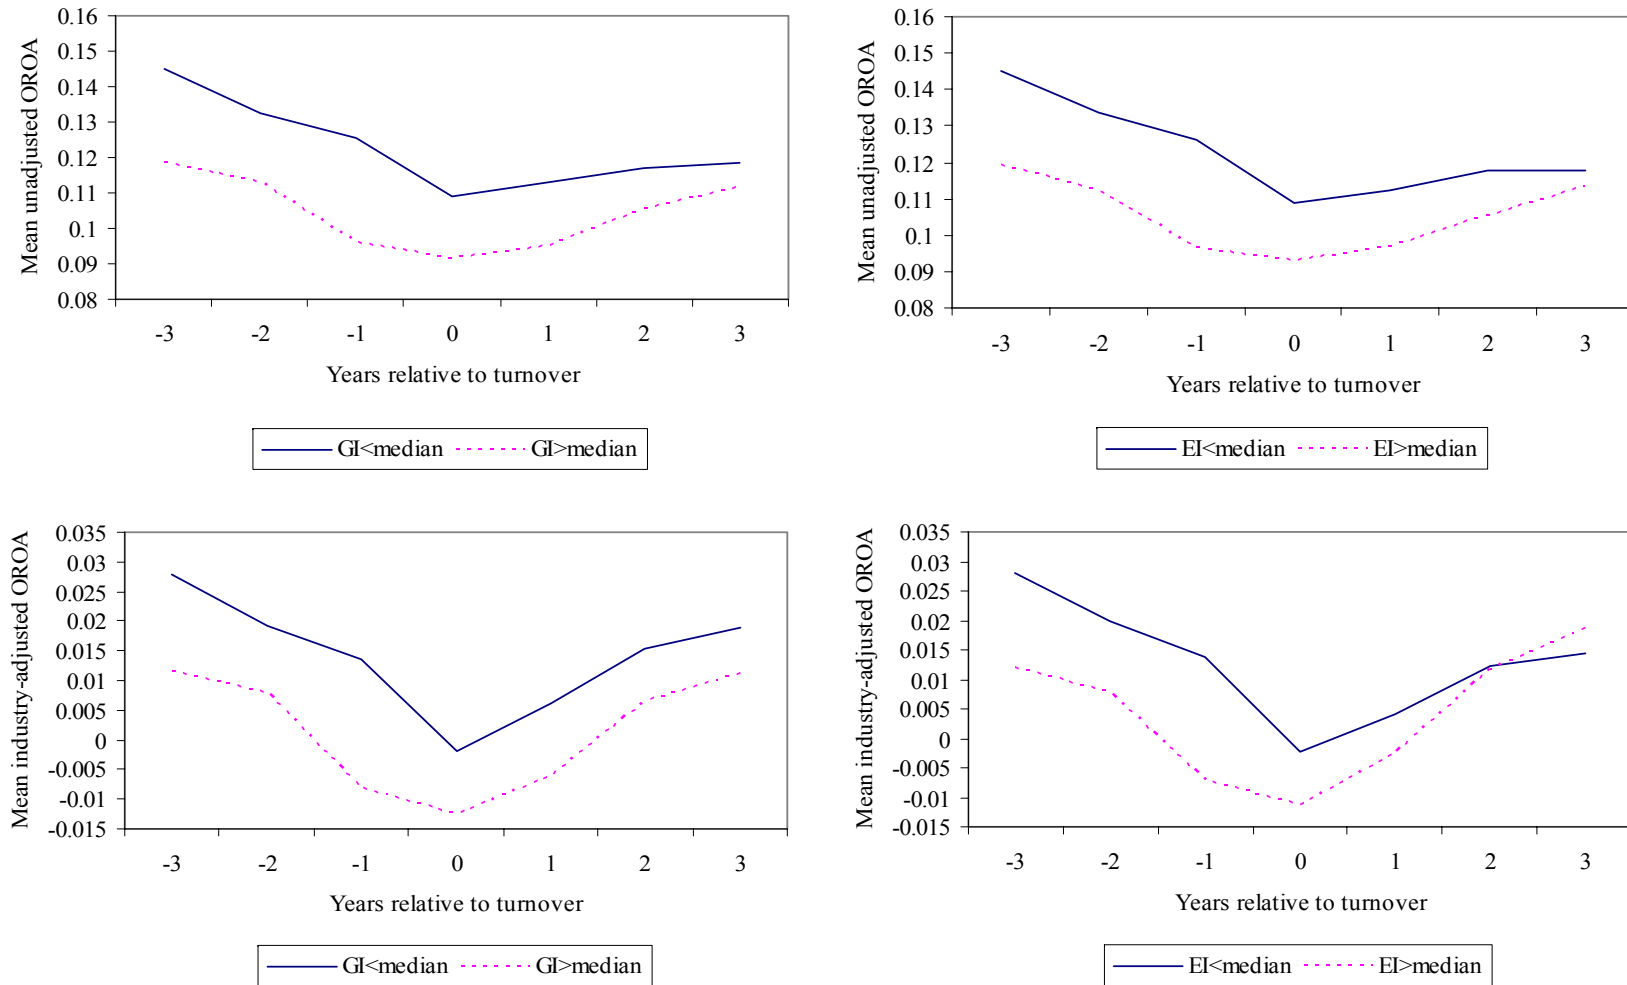 Mean unadjusted OROA
0.16
0.15
0.14
0.13
0.12
0.11
0.1
0.09
0.08
-3 -2 -1 0 1 2 3
Years relative to turnover
GI<median GI>median
Mean unadjusted OROA
0.16
0.15
0.14
0.13
0.12
0.11
0.1
0.09
0.08
-3 -2 -1 0 1 2 3
Years relative to turnover
EI<median EI>median
Mean industry-adjusted OROA
0.035
0.03
0.025
0.02
0.015
0.01
0.005
0
-0.005
-0.01
-0.015
-3 -2 -1 0 1 2 3
Years relative to turnover
GI<median GI>median
Mean industry-adjusted OROA
0.035
0.03
0.025
0.02
0.015
0.01
0.005
0
-0.005
-0.01
-0.015
-3 -2 -1 0 1 2 3
Years relative to turnover
EI<median EI>median